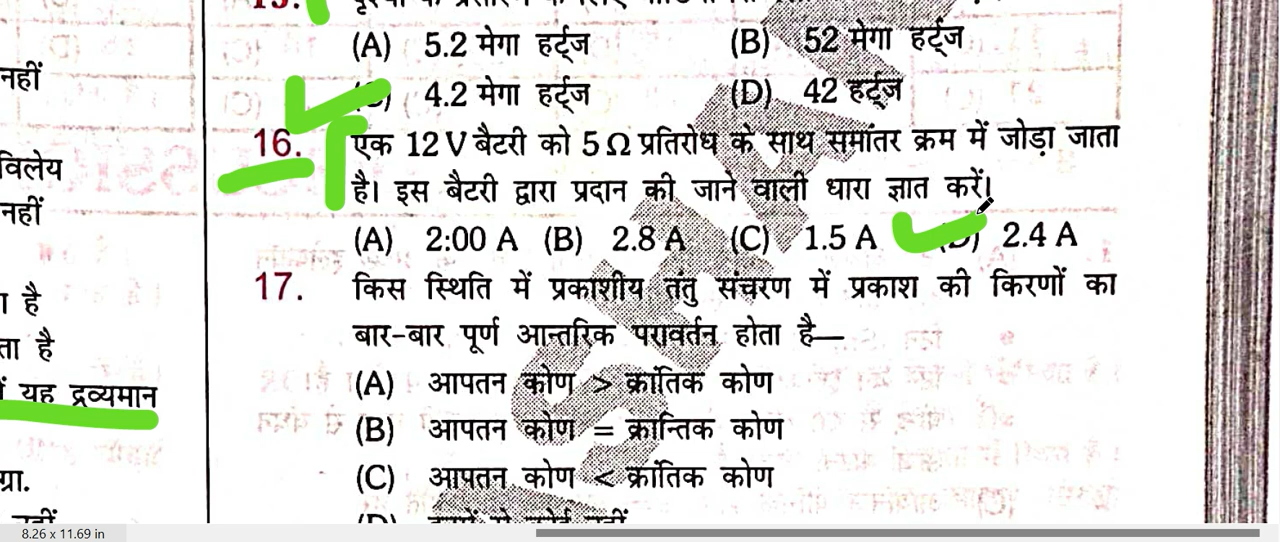 15.
(A) 5.2 मेगा हर्ट्ज (B) 52 मेगा हर्ट्ज
4.2 मेगा हर्ट्ज (D) 42 हर्ट्ज
नहीं
16. एक 12 V बैटरी को 5 Ω प्रतिरोध के साथ समांतर क्रम में जोड़ा जाता
है। इस बैटरी द्वारा प्रदान की जाने वाली धारा ज्ञात करें।
(A) 2:00 A (B) 2.8 A (C) 1.5 A (D) 2.4 A
विलेय
नहीं
17. किस स्थिति में प्रकाशीय तंतु संचरण में प्रकाश की किरणों का
बार-बार पूर्ण आन्तरिक परावर्तन होता है—
(A) आपतन कोण > क्रांतिक कोण
(B) आपतन कोण = क्रान्तिक कोण
(C) आपतन कोण < क्रांतिक कोण
है
है
यह द्रव्यमान
ग्रा.
8.26 x 11.69 in